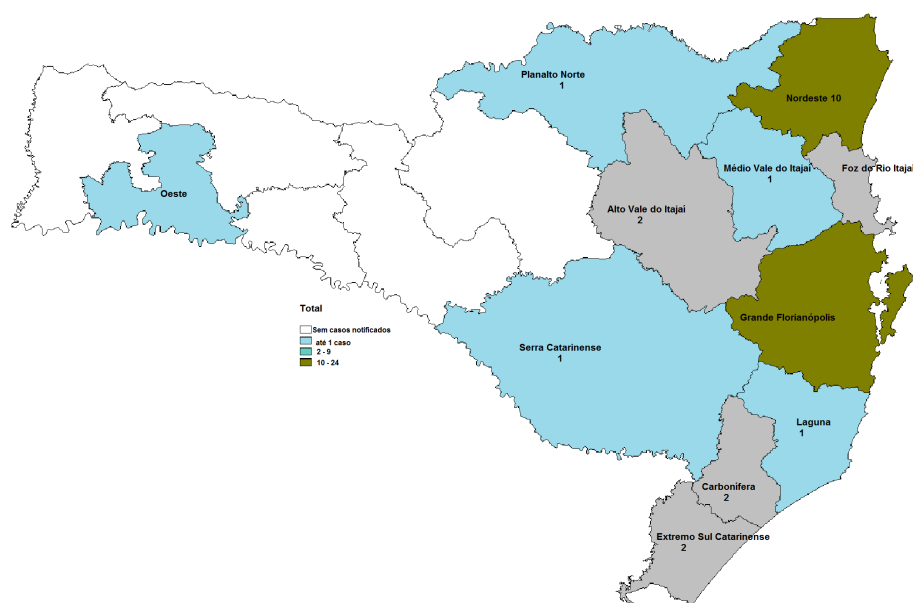 Planalto Norte
1
Nordeste 10
Médio Vale do Itajaí
1
Foz do Rio Itajaí
Oeste
Alto Vale do Itajaí
2
Total
Sem casos notificados
até 1 caso
2 - 9
10 - 24
Grande Florianópolis
Serra Catarinense
1
Laguna
1
Carbonífera
2
Extremo Sul Catarinense
2